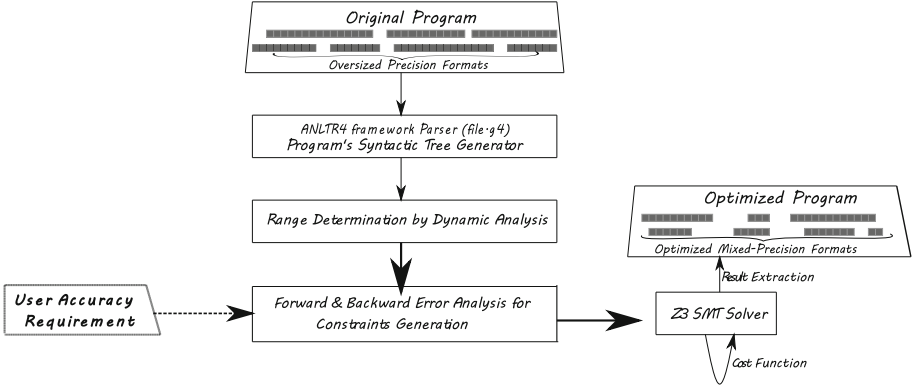 Original Program
Oversized Precision Formats
ANLTR4 framework Parser (file.g4)
Program's Syntactic Tree Generator
Range Determination by Dynamic Analysis
Optimized Program
Optimized Mixed-Precision Formats
User Accuracy
Requirement
Forward & Backward Error Analysis for
Constraints Generation
Result Extraction
Z3 SMT Solver
Cost Function